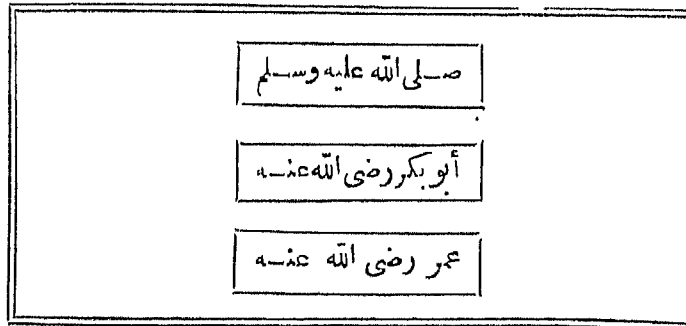 صلى الله عليه وسلم
أبو بكر رضى الله عنه
عمر رضى الله عنه